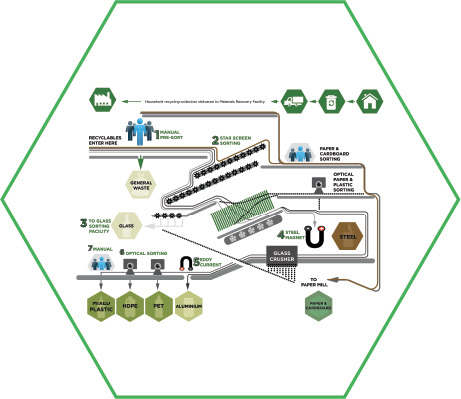 Household recycling collection delivered to Materials Recovery Facility
RECYCLABLES
ENTER HERE
1 MANUAL
PRE-SORT
2 STAR SCREEN
SORTING
PAPER &
CARDBOARD
SORTING
GENERAL
WASTE
OPTICAL
PAPER &
PLASTIC
SORTING
3 TO GLASS
SORTING
FACILITY
GLASS
4 STEEL
MAGNET
STEEL
7 MANUAL
6 OPTICAL SORTING
5 EDDY
CURRENT
GLASS
CRUSHER
TO
PAPER MILL
MIXED
PLASTIC
HDPE
PET
ALUMINIUM
PAPER &
CARDBOARD